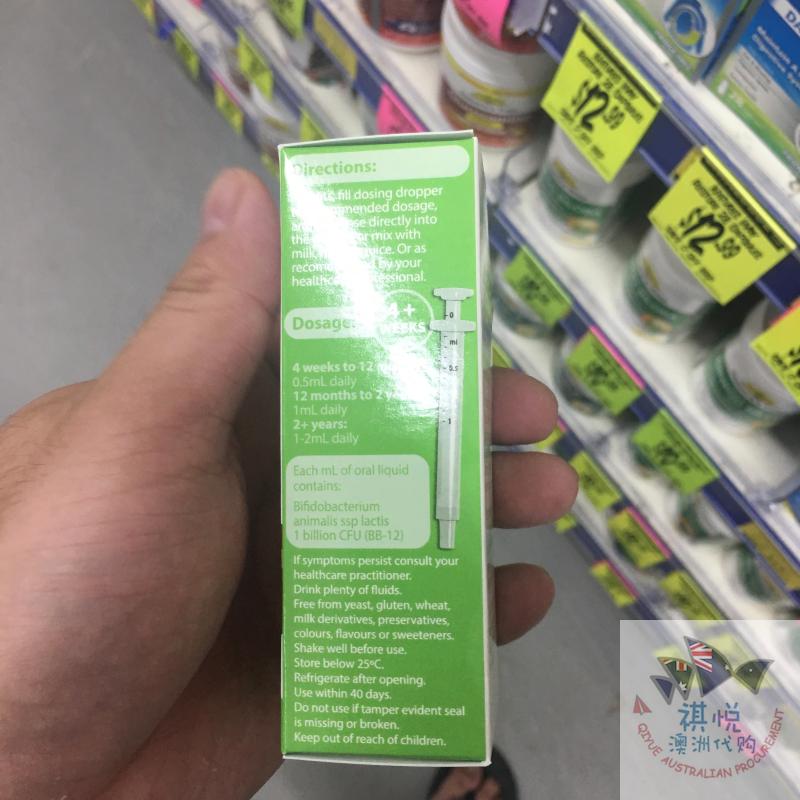 Directions:
fill dosing dropper
dosage,
directly into
the mix with
milk, juice. Or as
by your
Dosage:
4+
WEEKS
4 weeks to 12
0.5mL daily
12 months to 2
1mL daily
2+ years:
1-2mL daily
0
ml
0.5
1
Each mL of oral liquid
contains:
Bifidobacterium
animalis ssp lactis
1 billion CFU (BB-12)
If symptoms persist consult your
healthcare practitioner.
Drink plenty of fluids.
Free from yeast, gluten, wheat,
milk derivatives, preservatives,
colours, flavours or sweeteners.
Shake well before use.
Store below 25ºC.
Refrigerate after opening.
Use within 40 days.
Do not use if tamper evident seal
is missing or broken.
Keep out of reach of children.
$12.99
$12.99
祺悦
澳洲代购
QIYUE AUSTRALIAN PROCUREMENT